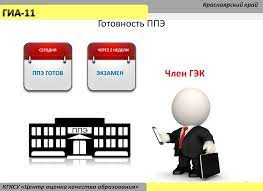 Красноярский край
ГИА-11
Готовность ППЭ
СЕГОДНЯ
ЧЕРЕЗ 2 НЕДЕЛИ
ППЭ ГОТОВ
ЭКЗАМЕН
Член ГЭК
ППЭ
КГКСУ «Центр оценки качества образования»